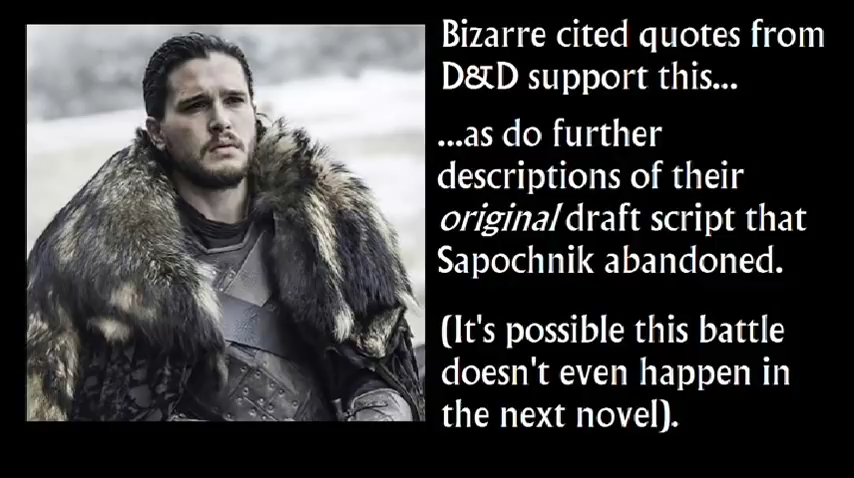 Bizarre cited quotes from
D&D support this...
...as do further
descriptions of their
original draft script that
Sapochnik abandoned.
(It's possible this battle
doesn't even happen in
the next novel).